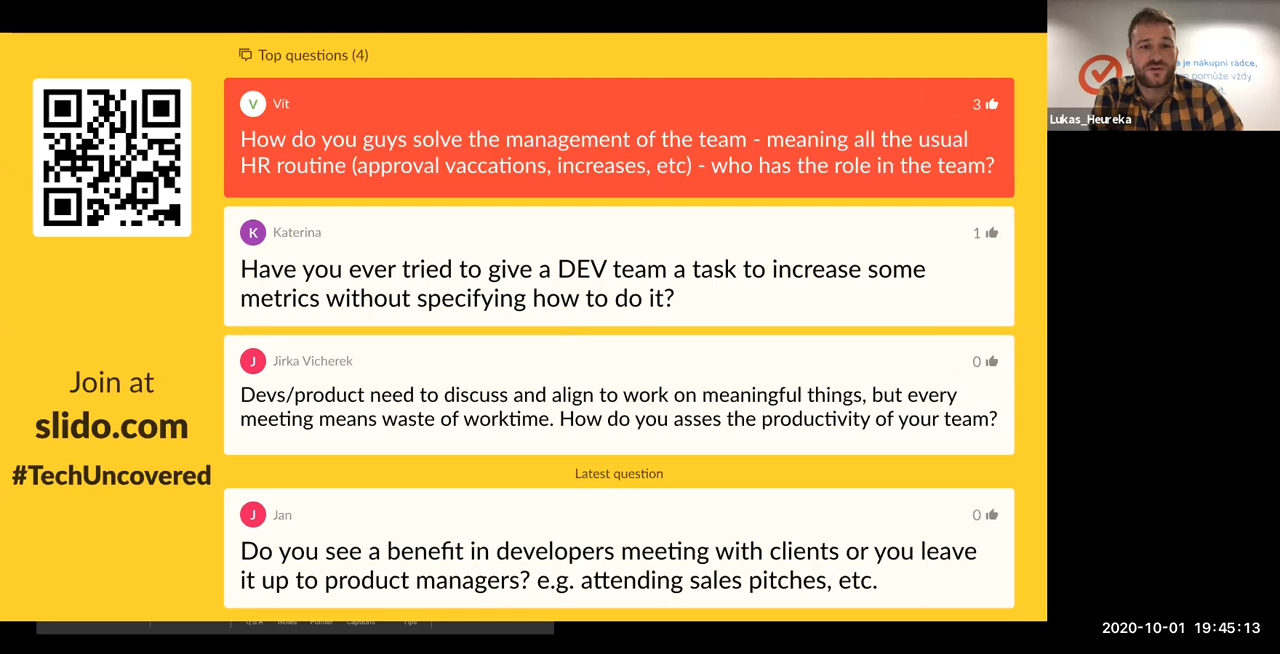 Top questions (4)
V
Vít
3
How do you guys solve the management of the team - meaning all the usual
HR routine (approval vaccations, increases, etc) - who has the role in the team?
K
Katerina
1
Have you ever tried to give a DEV team a task to increase some
metrics without specifying how to do it?
J
Jirka Vicherek
0
Devs/product need to discuss and align to work on meaningful things, but every
meeting means waste of worktime. How do you asses the productivity of your team?
Latest question
J
Jan
0
Do you see a benefit in developers meeting with clients or you leave
it up to product managers? e.g. attending sales pitches, etc.
Join at
slido.com
#TechUncovered
je nákupní rádce,
pomůže vždy
Lukas_Heureka
2020-10-01 19:45:13